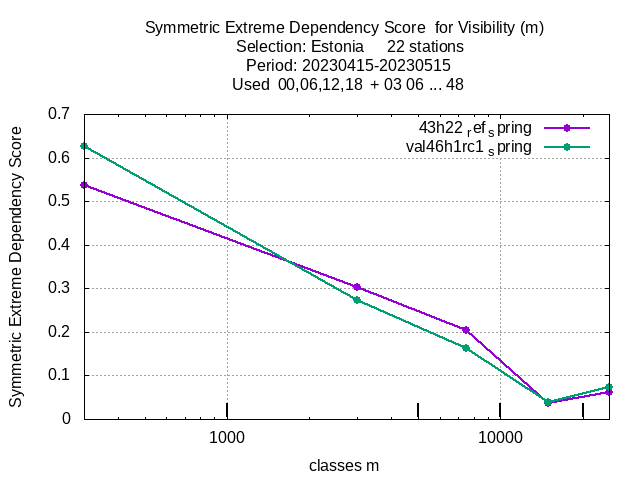 Symmetric Extreme Dependency Score  for Visibility (m)
Selection: Estonia     22 stations
Period: 20230415-20230515
Used  00,06,12,18  + 03 06 ... 48
43h22 ref spring
val46h1rc1 spring
Symmetric Extreme Dependency Score
0.7
0.6
0.5
0.4
0.3
0.2
0.1
0
1000
10000
classes m